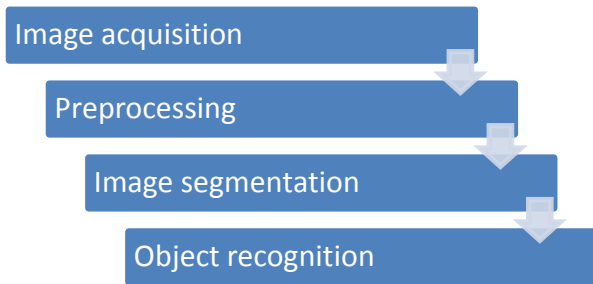 Image acquisition
Preprocessing
Image segmentation
Object recognition